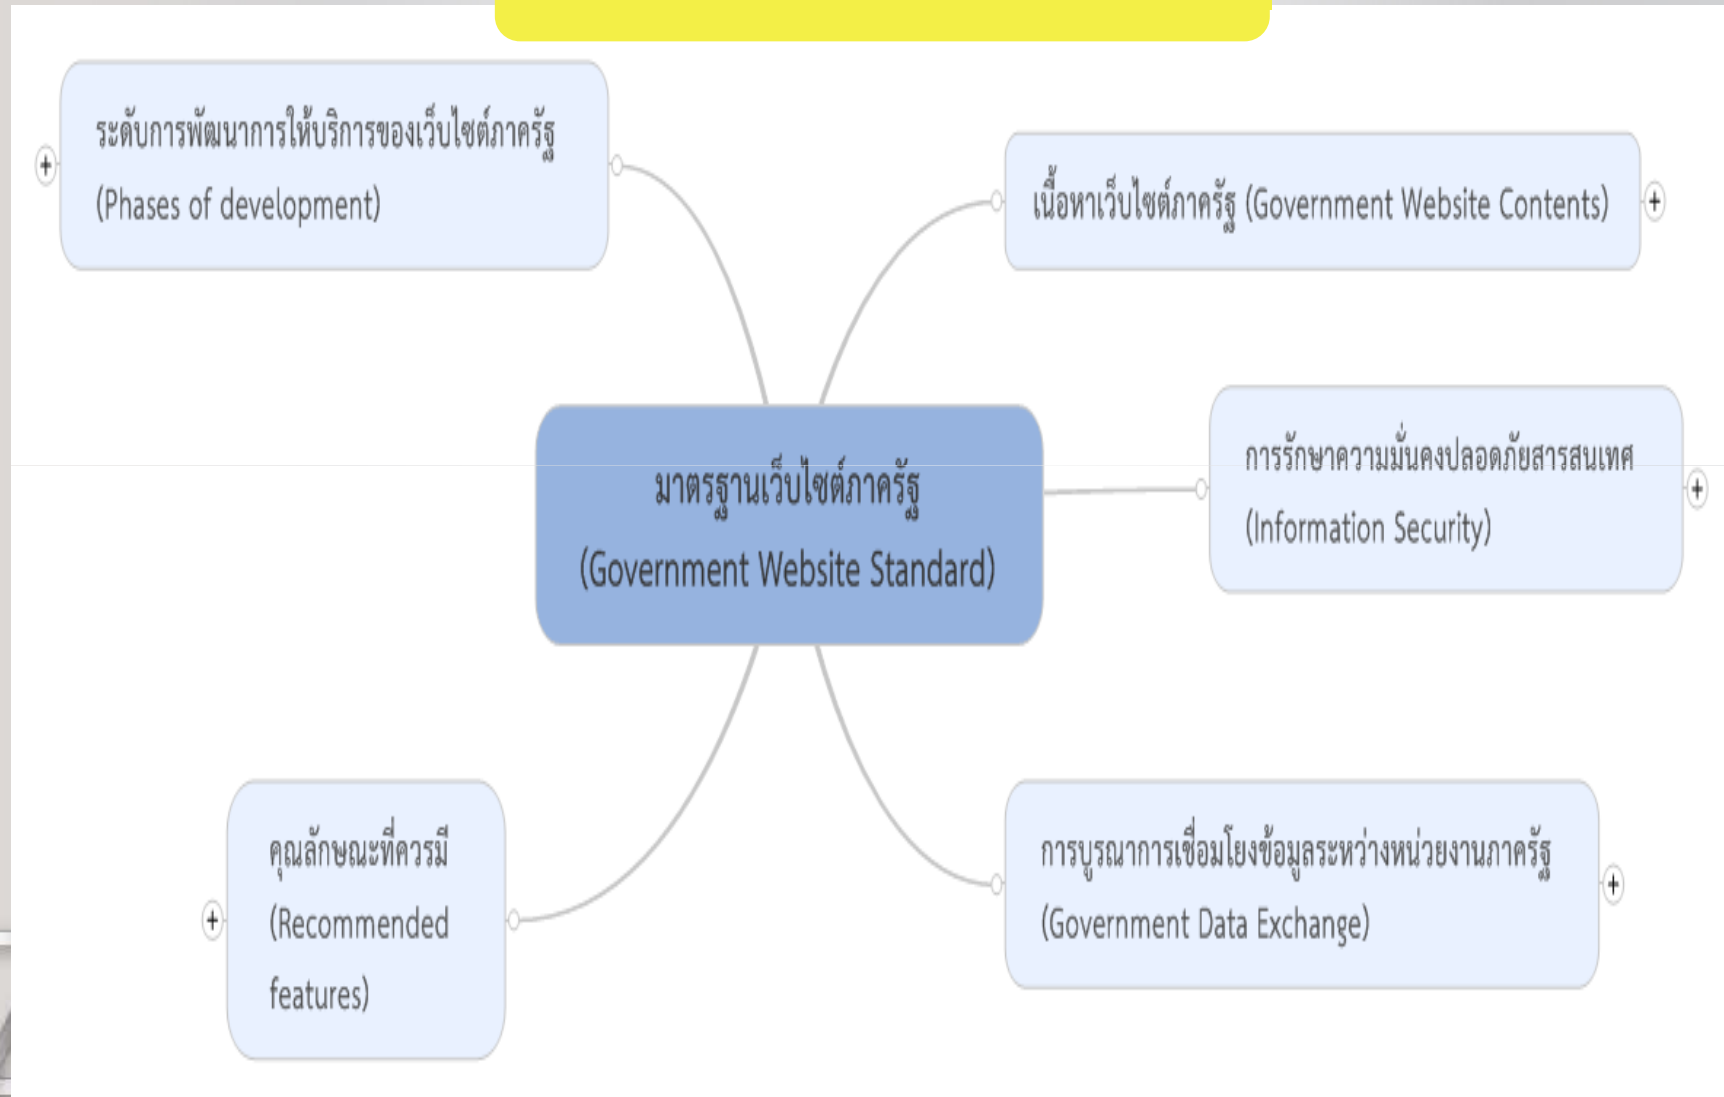 ระดับการพัฒนาการให้บริการของเว็บไซต์ภาครัฐ
(Phases of development)
เนื้อหาเว็บไซต์ภาครัฐ (Government Website Contents)
มาตรฐานเว็บไซต์ภาครัฐ
(Government Website Standard)
การรักษาความมั่นคงปลอดภัยสารสนเทศ
(Information Security)
คุณลักษณะที่ควรมี
(Recommended
features)
การบูรณาการเชื่อมโยงข้อมูลระหว่างหน่วยงานภาครัฐ
(Government Data Exchange)